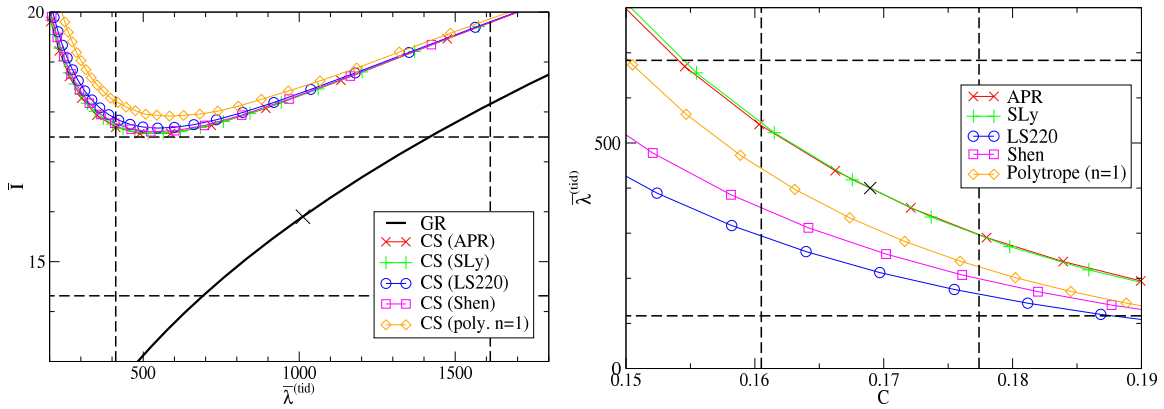 20
15
I̅
500
1000
1500
λ̅(tid)
GR
CS (APR)
CS (SLy)
CS (LS220)
CS (Shen)
CS (poly. n=1)
500
0
λ̅(tid)
APR
SLy
LS220
Shen
Polytrope (n=1)
0.15
0.16
0.17
0.18
0.19
C